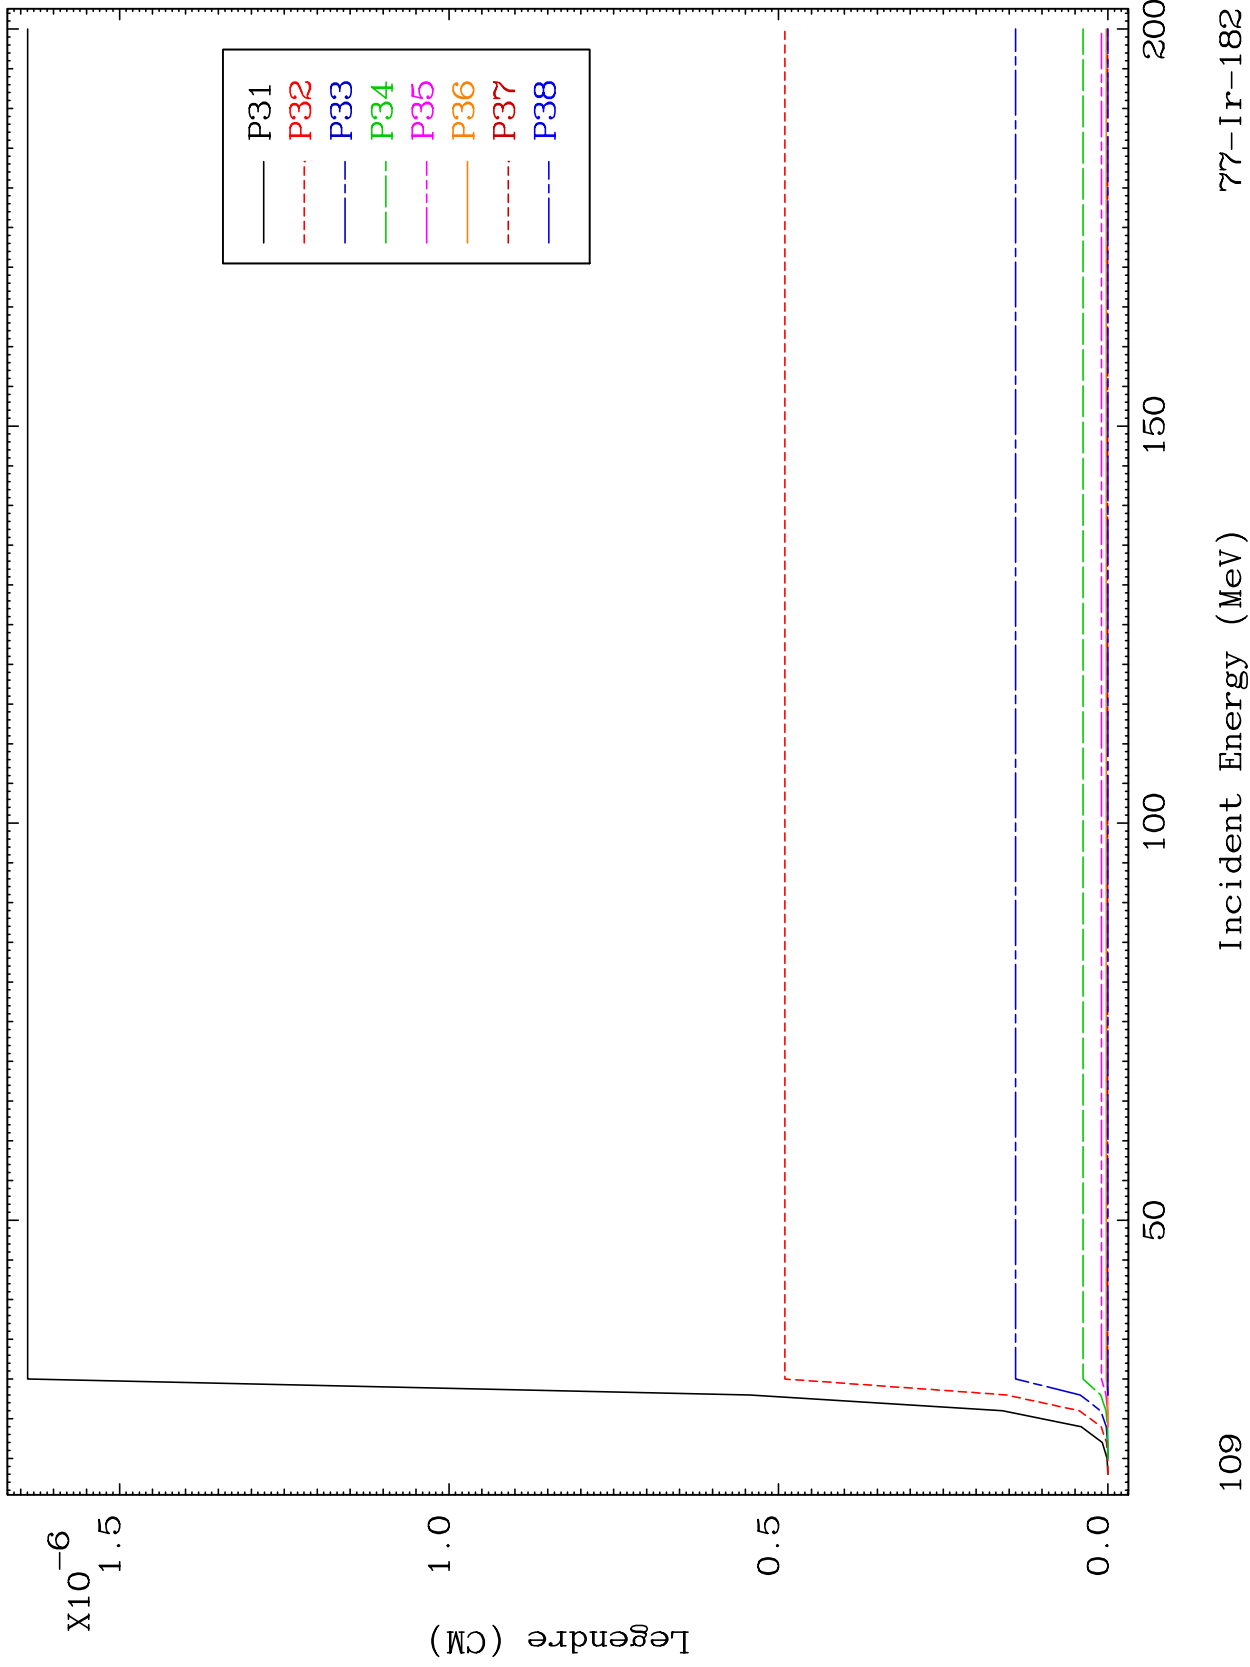 X10-6
1.5
1.0
0.5
0.0
Legendre (CM)
P31
P32
P33
P34
P35
P36
P37
P38
50
100
150
200
109
Incident Energy (MeV)
77-Ir-182